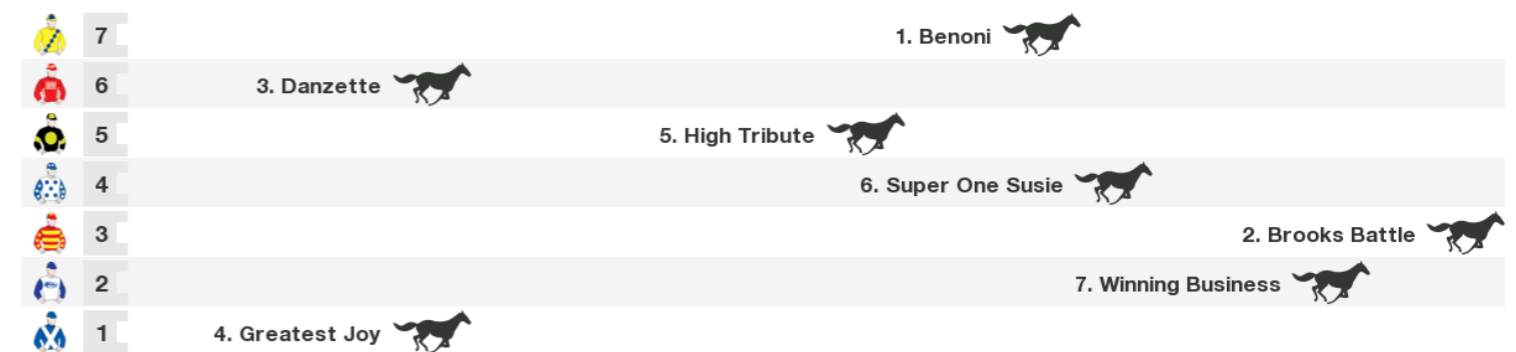 7 1. Benoni
6 3. Danzette
5 5. High Tribute
4 6. Super One Susie
3 2. Brooks Battle
2 7. Winning Business
1 4. Greatest Joy